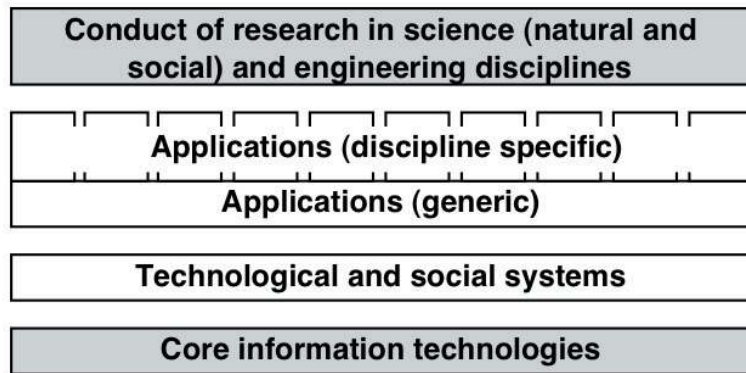 Conduct of research in science (natural and
social) and engineering disciplines
Applications (discipline specific)
Applications (generic)
Technological and social systems
Core information technologies